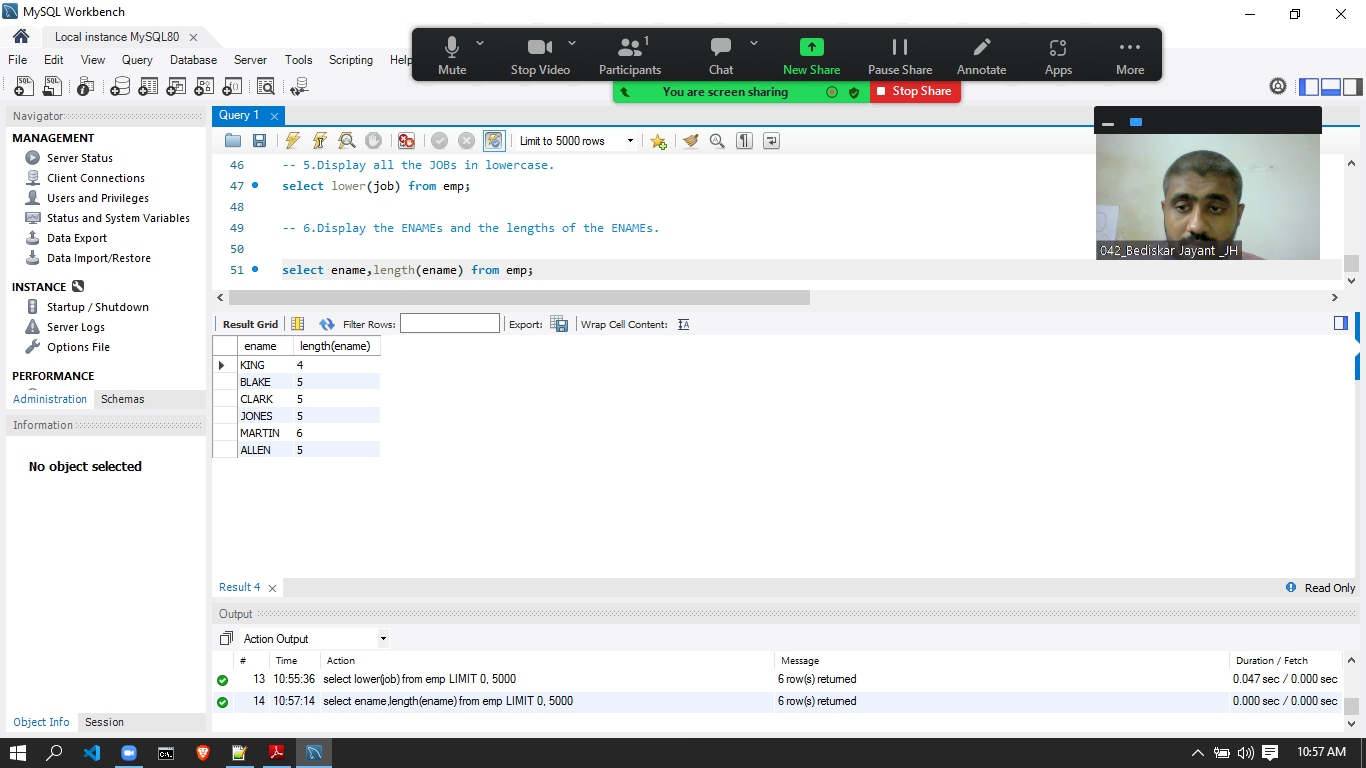 MySQL Workbench
Local instance MySQL80
File Edit View Query Database Server Tools Scripting Help
Mute Stop Video Participants 1 Chat New Share Pause Share Annotate Apps More
You are screen sharing Stop Share
Navigator
MANAGEMENT
Server Status
Client Connections
Users and Privileges
Status and System Variables
Data Export
Data Import/Restore
INSTANCE
Startup / Shutdown
Server Logs
Options File
PERFORMANCE
Administration Schemas
Information
No object selected
Object Info Session
Query 1
Limit to 5000 rows
46 -- 5.Display all the JOBs in lowercase.
47 select lower(job) from emp;
48
49 -- 6.Display the ENAMEs and the lengths of the ENAMEs.
50
51 select ename,length(ename) from emp;
042_Bediskar Jayant _JH
Result Grid Filter Rows: Export: Wrap Cell Content:
ename length(ename)
KING 4
BLAKE 5
CLARK 5
JONES 5
MARTIN 6
ALLEN 5
Result 4 Read Only
Output
Action Output
# Time Action Message Duration / Fetch
13 10:55:36 select lower(job) from emp LIMIT 0, 5000 6 row(s) returned 0.047 sec / 0.000 sec
14 10:57:14 select ename,length(ename) from emp LIMIT 0, 5000 6 row(s) returned 0.000 sec / 0.000 sec
10:57 AM